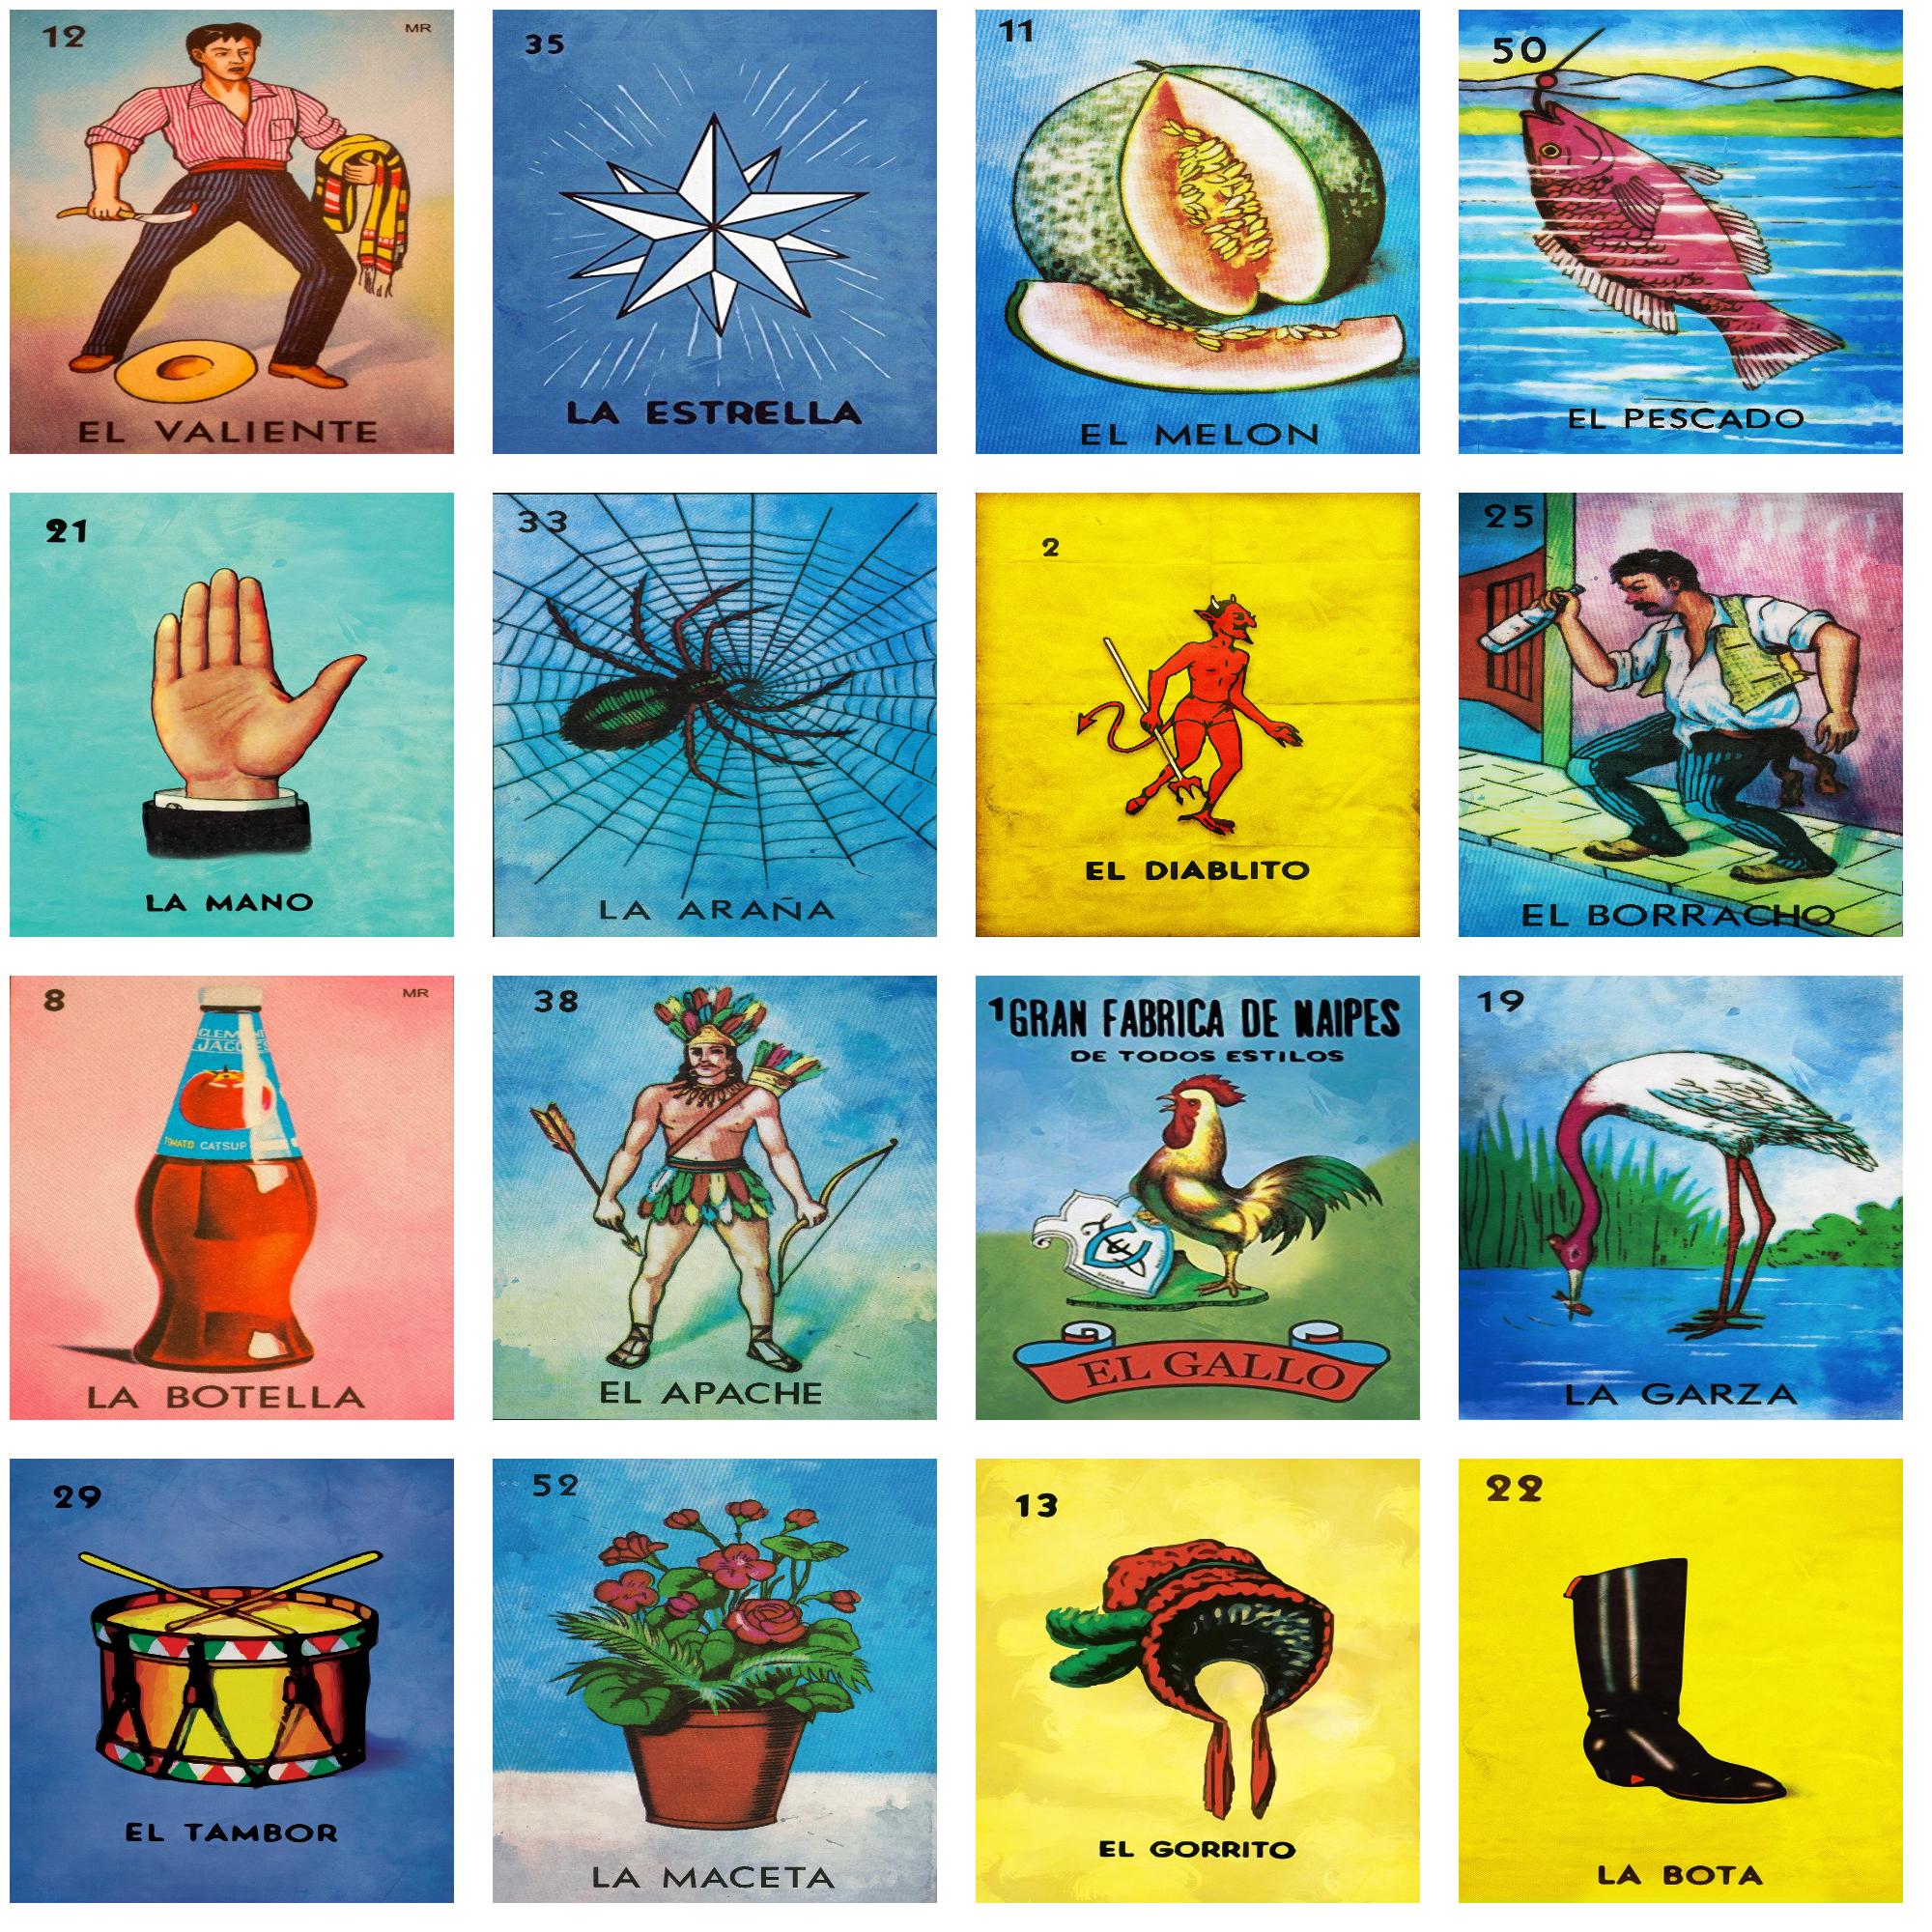 12 MR
EL VALIENTE
35
LA ESTRELLA
11
EL MELON
50
EL PESCADO
21
LA MANO
33
LA ARAÑA
2
EL DIABLITO
25
EL BORRACHO
8 MR
JACQUES
TOMATO CATSUP
LA BOTELLA
38
EL APACHE
1 GRAN FABRICA DE NAIPES
DE TODOS ESTILOS
EL GALLO
19
LA GARZA
29
EL TAMBOR
52
LA MACETA
13
EL GORRITO
22
LA BOTA